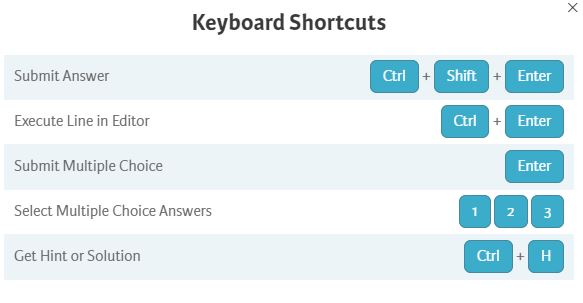 Keyboard Shortcuts
Submit Answer Ctrl + Shift + Enter
Execute Line in Editor Ctrl + Enter
Submit Multiple Choice Enter
Select Multiple Choice Answers 1 2 3
Get Hint or Solution Ctrl + H